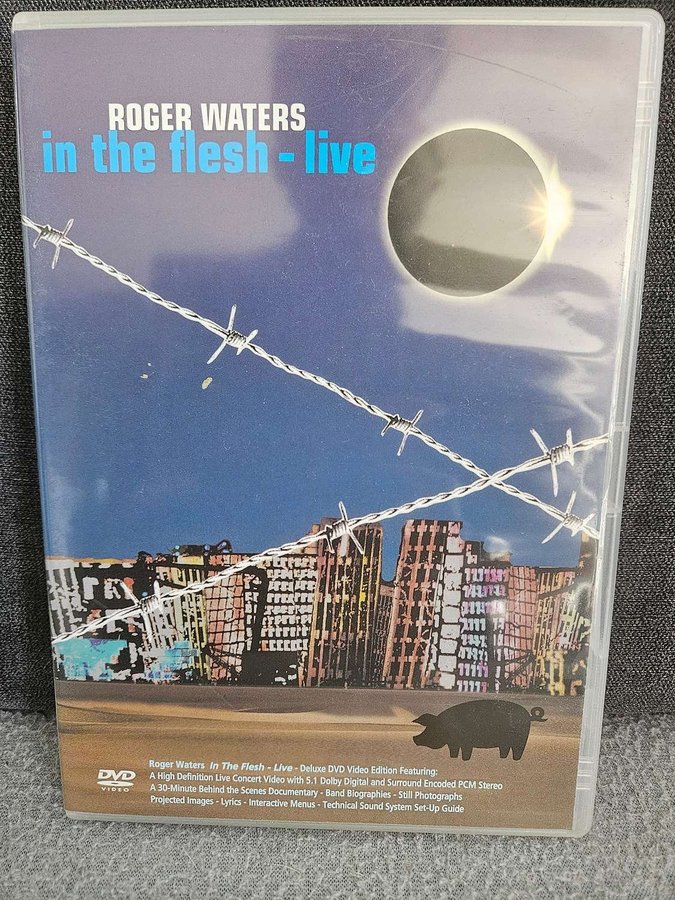 ROGER WATERS
in the flesh - live
Roger Waters In The Flesh - Live - Deluxe DVD Video Edition Featuring:
A High Definition Live Concert Video with 5.1 Dolby Digital and Surround Encoded PCM Stereo
A 30-Minute Behind the Scenes Documentary - Band Biographies - Still Photographs
Projected Images - Lyrics - Interactive Menus - Technical Sound System Set-Up Guide
DVD
VIDEO